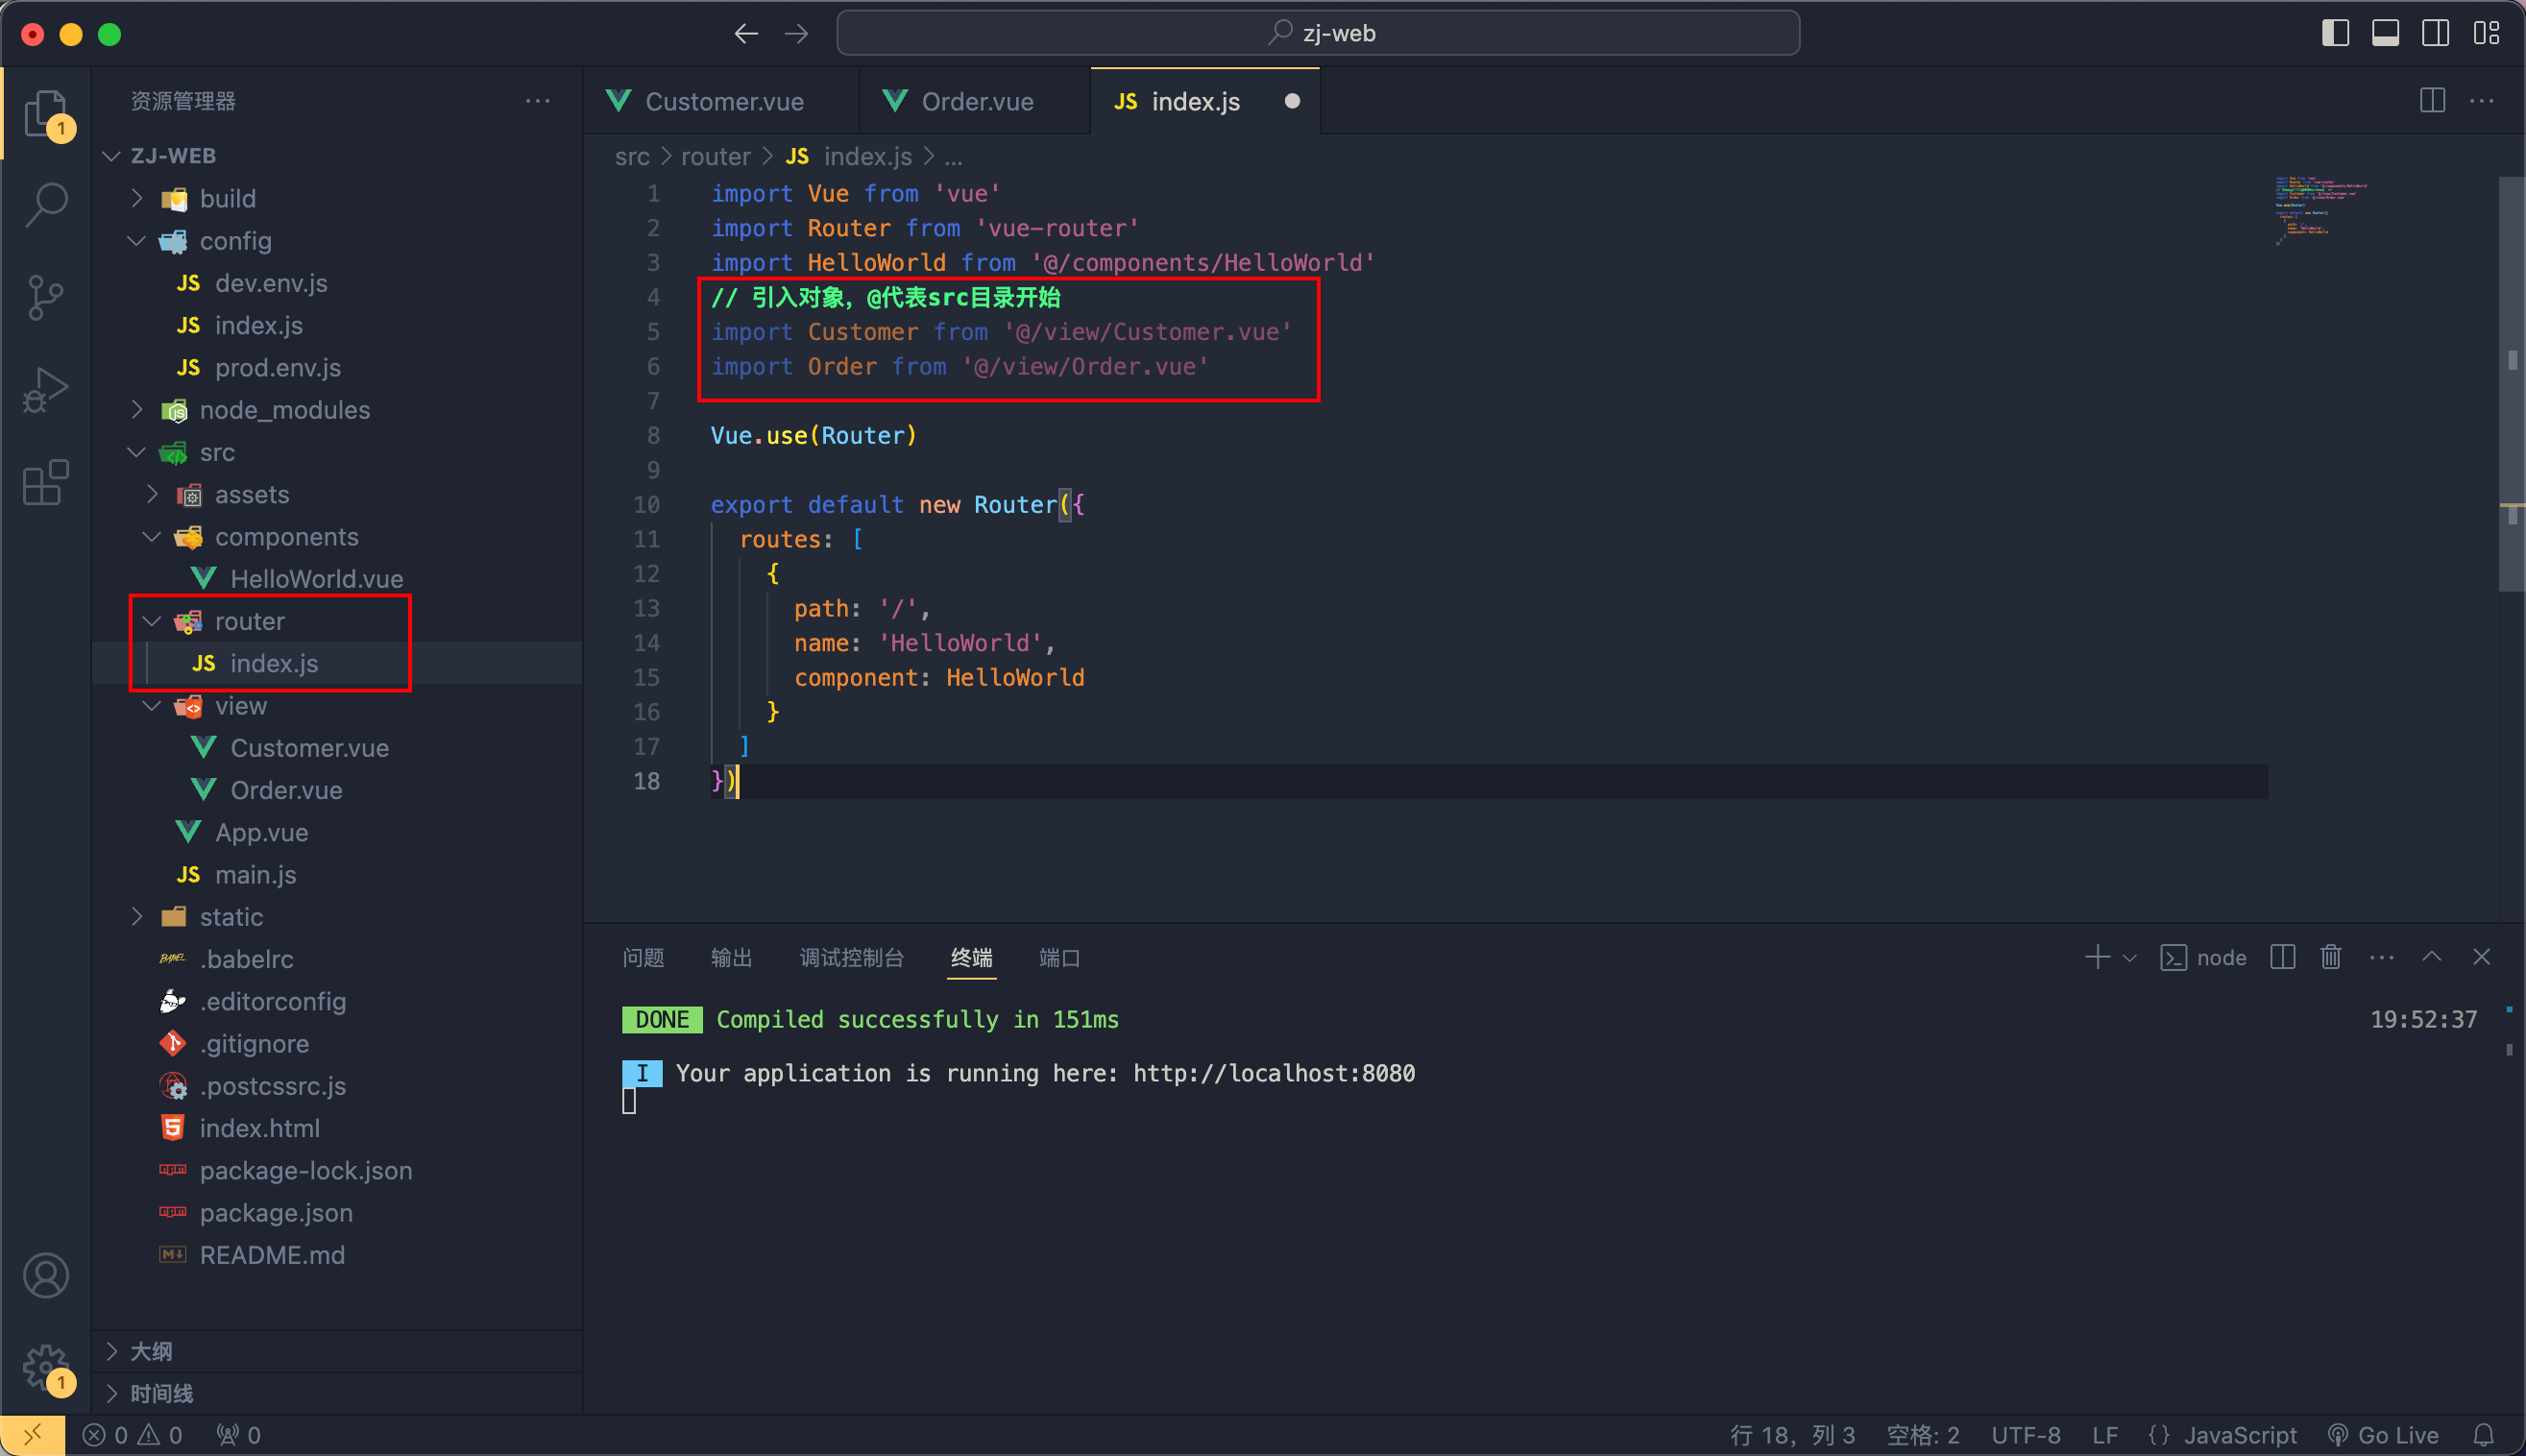 zj-web
资源管理器
1
ZJ-WEB
build
config
JS dev.env.js
JS index.js
JS prod.env.js
node_modules
src
assets
components
HelloWorld.vue
router
JS index.js
view
Customer.vue
Order.vue
App.vue
JS main.js
static
BABEL .babelrc
.editorconfig
.gitignore
.postcssrc.js
index.html
package-lock.json
package.json
README.md
大纲
1
时间线
Customer.vue
Order.vue
JS index.js
src > router > JS index.js > ...
1 import Vue from 'vue'
2 import Router from 'vue-router'
3 import HelloWorld from '@/components/HelloWorld'
4 // 引入对象，@代表src目录开始
5 import Customer from '@/view/Customer.vue'
6 import Order from '@/view/Order.vue'
7
8 Vue.use(Router)
9
10 export default new Router({
11 routes: [
12 {
13 path: '/',
14 name: 'HelloWorld',
15 component: HelloWorld
16 }
17 ]
18 })
问题 输出 调试控制台 终端 端口
node
DONE Compiled successfully in 151ms 19:52:37
I Your application is running here: http://localhost:8080
0 0 0
行 18，列 3 空格: 2 UTF-8 LF {} JavaScript Go Live